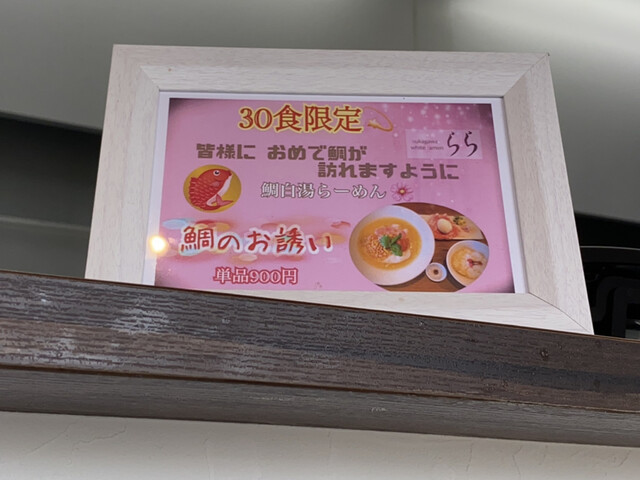 30食限定
らら
皆様に おめで鯛が
訪れますように
鯛白湯らーめん
鯛のお誘い
単品900円